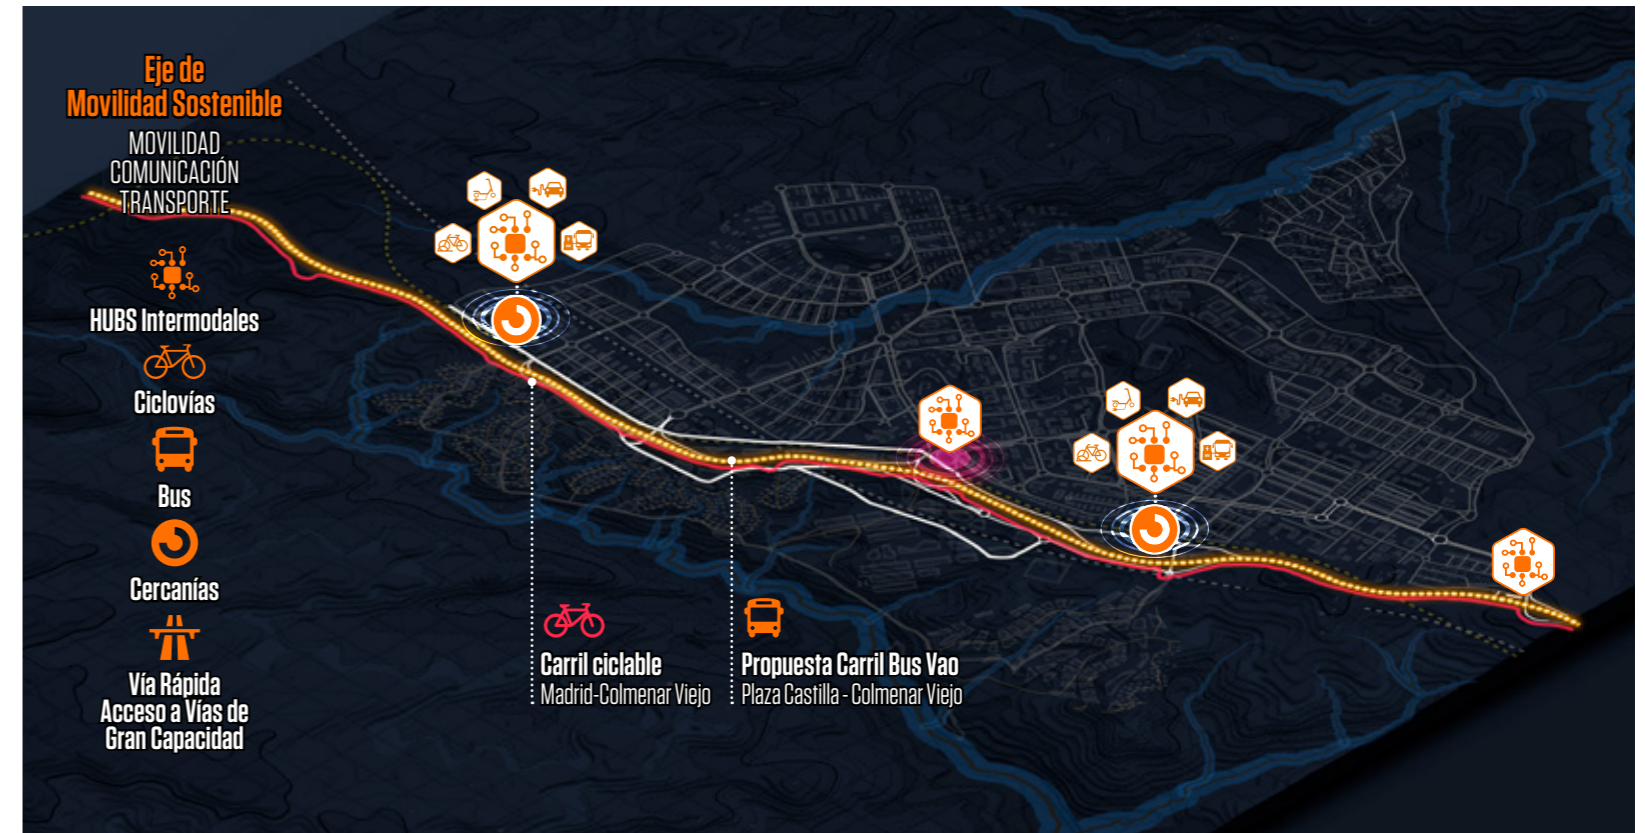 Eje de
Movilidad Sostenible
MOVILIDAD
COMUNICACIÓN
TRANSPORTE
HUBS Intermodales
Ciclovías
Bus
Cercanías
Vía Rápida
Acceso a Vías de
Gran Capacidad
Carril ciclable
Madrid-Colmenar Viejo
Propuesta Carril Bus Vao
Plaza Castilla - Colmenar Viejo